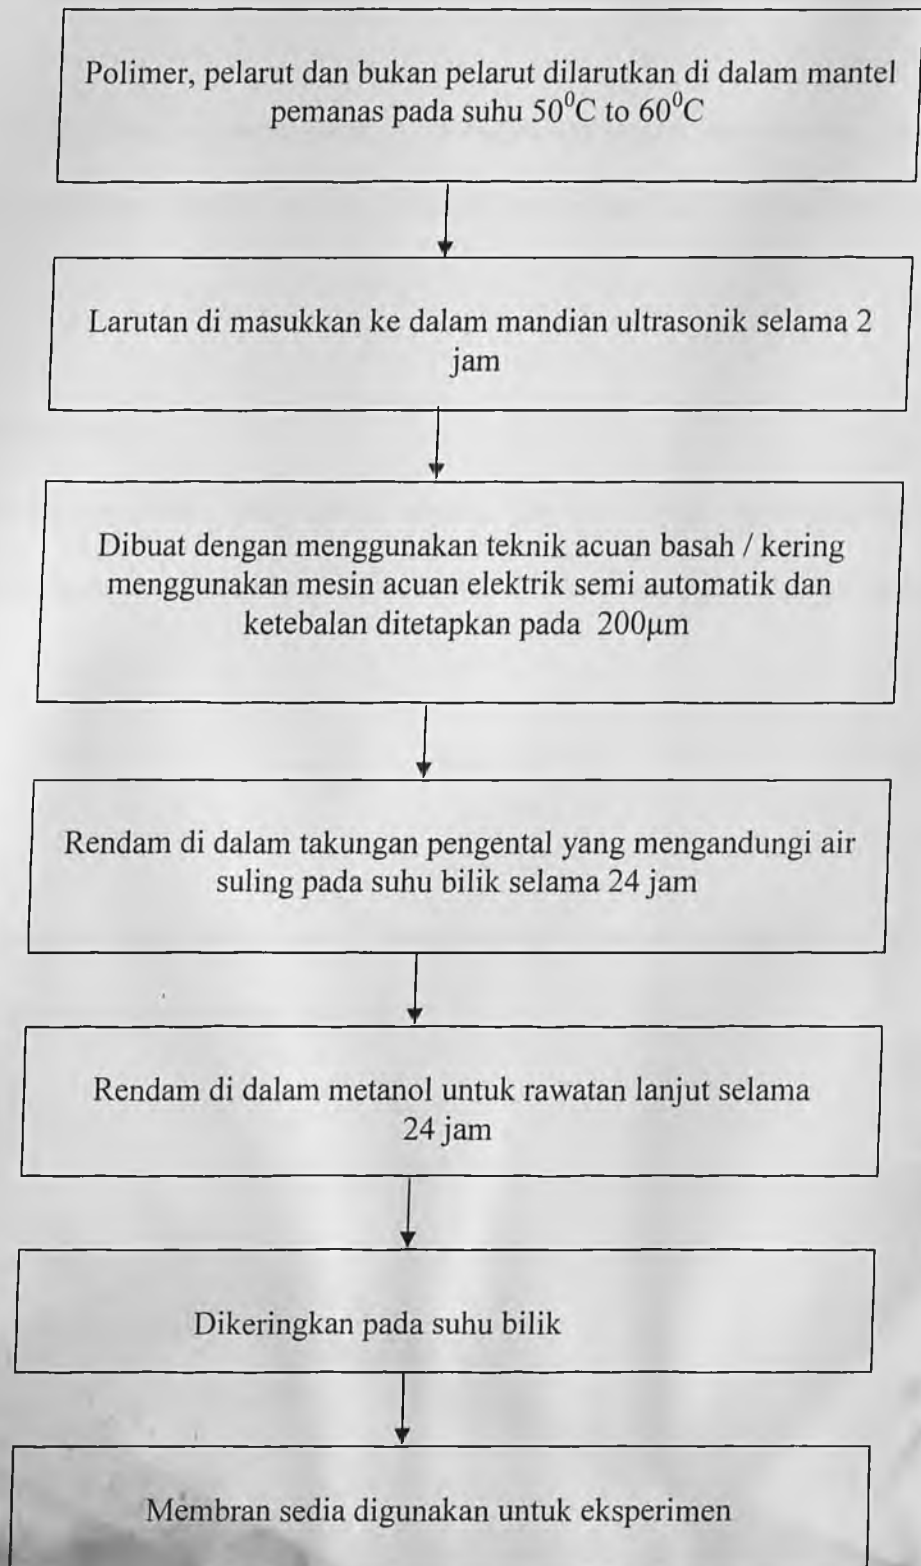 Polimer, pelarut dan bukan pelarut dilarutkan di dalam mantel
pemanas pada suhu 50⁰C to 60⁰C
Larutan di masukkan ke dalam mandian ultrasonik selama 2
jam
Dibuat dengan menggunakan teknik acuan basah / kering
menggunakan mesin acuan elektrik semi automatik dan
ketebalan ditetapkan pada 200µm
Rendam di dalam takungan pengental yang mengandungi air
suling pada suhu bilik selama 24 jam
Rendam di dalam metanol untuk rawatan lanjut selama
24 jam
Dikeringkan pada suhu bilik
Membran sedia digunakan untuk eksperimen